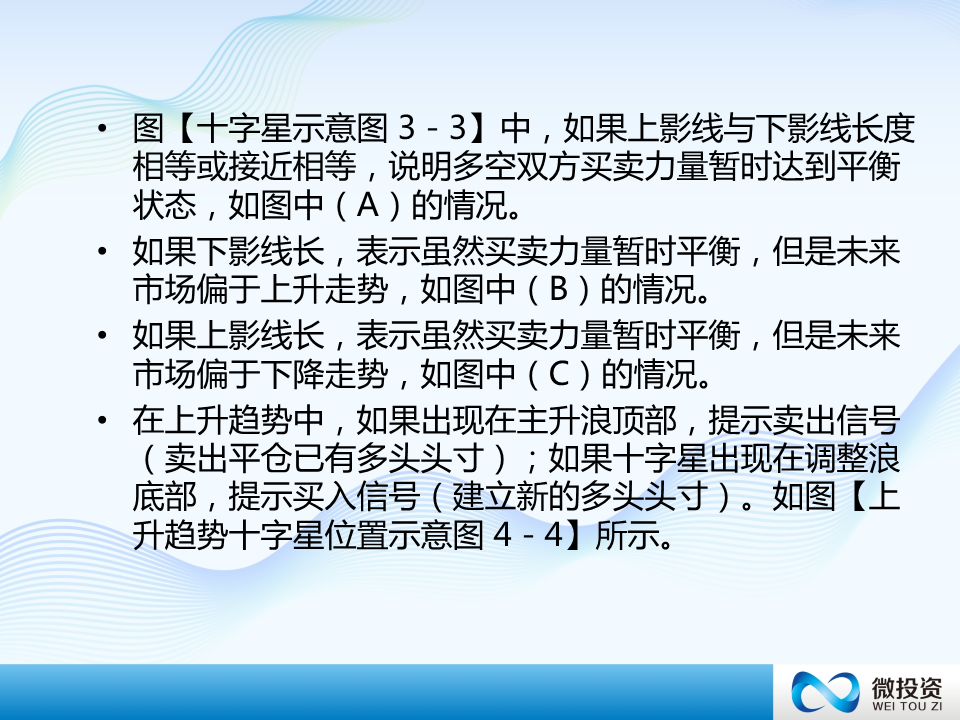 • 图【十字星示意图 3－3】中，如果上影线与下影线长度
相等或接近相等，说明多空双方买卖力量暂时达到平衡
状态，如图中（A）的情况。
• 如果下影线长，表示虽然买卖力量暂时平衡，但是未来
市场偏于上升走势，如图中（B）的情况。
• 如果上影线长，表示虽然买卖力量暂时平衡，但是未来
市场偏于下降走势，如图中（C）的情况。
• 在上升趋势中，如果出现在主升浪顶部，提示卖出信号
（卖出平仓已有多头头寸）；如果十字星出现在调整浪
底部，提示买入信号（建立新的多头头寸）。如图【上
升趋势十字星位置示意图 4－4】所示。
微投资
WEI TOU ZI